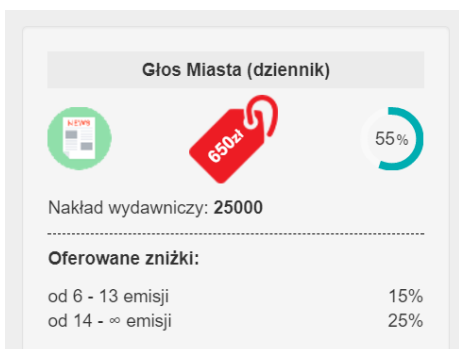 Głos Miasta (dziennik)
NEWS
650zł
55%
Nakład wydawniczy: 25000
Oferowane zniżki:
od 6 - 13 emisji 15%
od 14 - ∞ emisji 25%